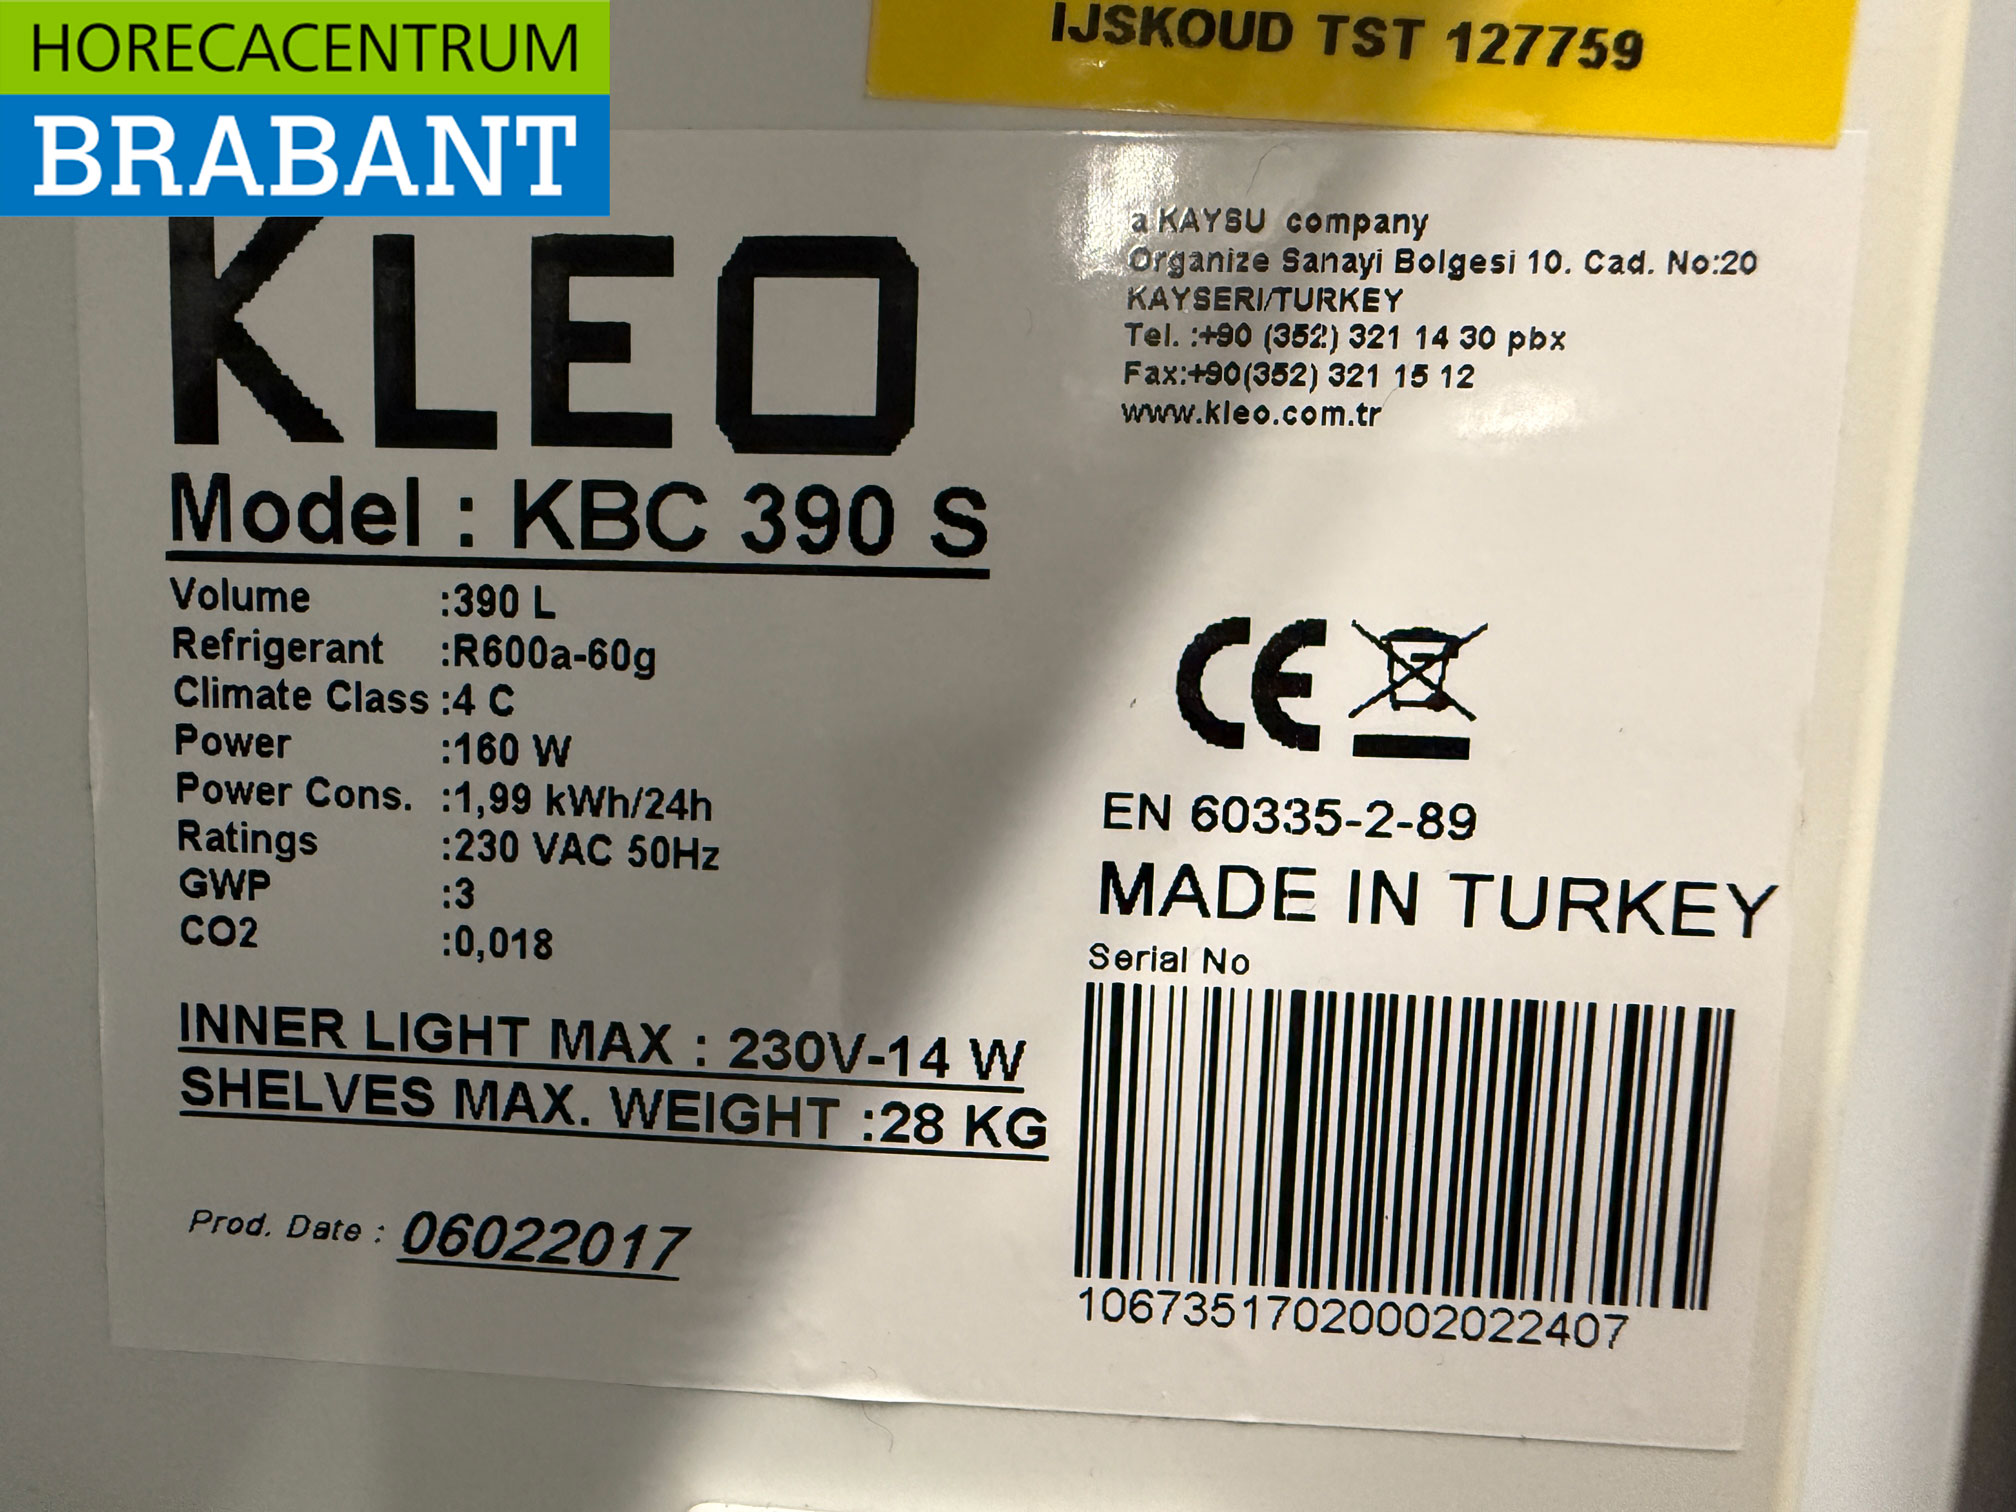 HORECACENTRUM
BRABANT
IJSKOUD TST 127759
KLEO
a KAYSU company
Organize Sanayi Bolgesi 10. Cad. No:20
KAYSERI/TURKEY
Tel. :+90 (352) 321 14 30 pbx
Fax:+90(352) 321 15 12
www.kleo.com.tr
Model : KBC 390 S
Volume :390 L
Refrigerant :R600a-60g
Climate Class :4 C
Power :160 W
Power Cons. :1,99 kWh/24h
Ratings :230 VAC 50Hz
GWP :3
CO2 :0,018
INNER LIGHT MAX : 230V-14 W
SHELVES MAX. WEIGHT :28 KG
Prod. Date : 06022017
CE
EN 60335-2-89
MADE IN TURKEY
Serial No
10673517020002022407